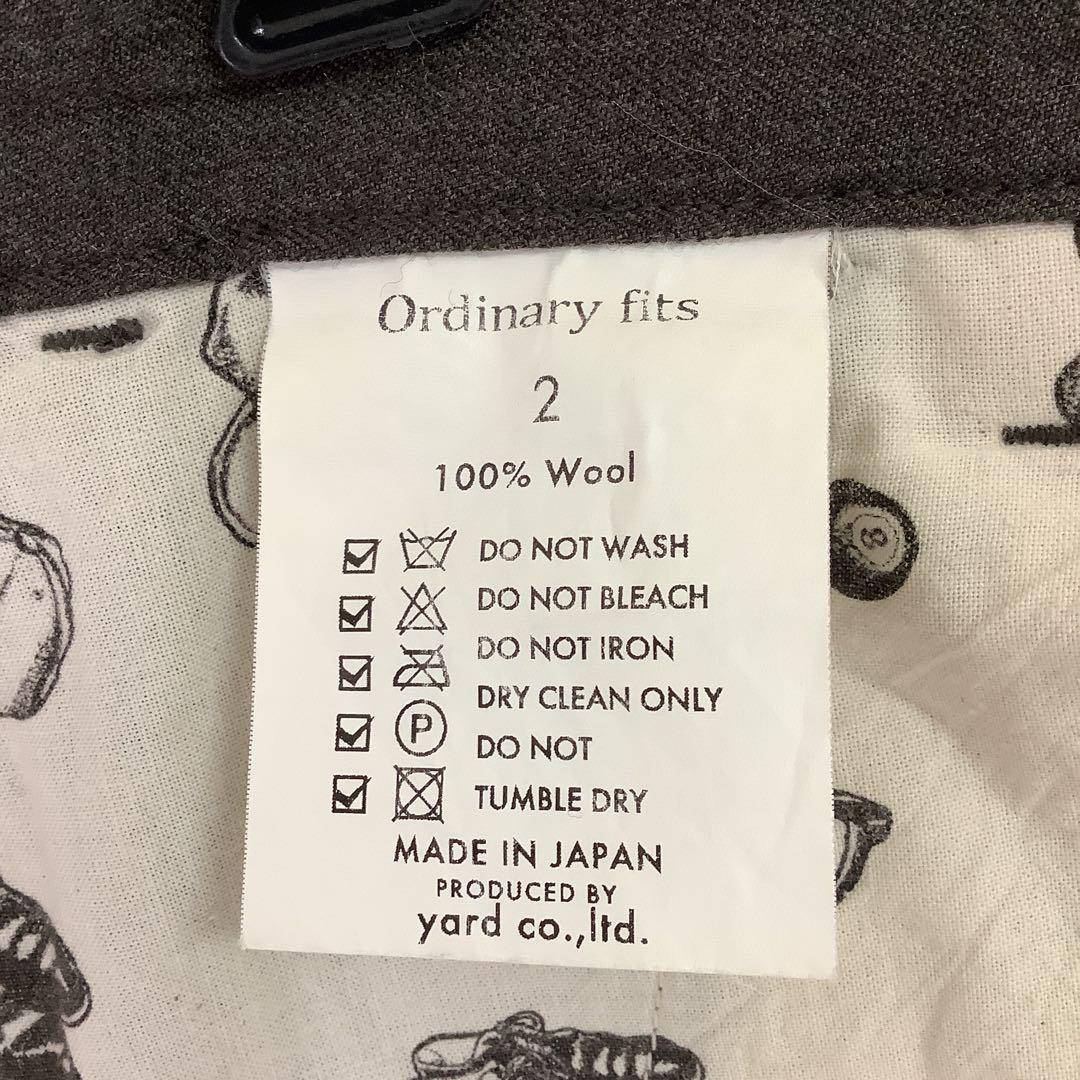 Ordinary fits
2
100% Wool
DO NOT WASH
DO NOT BLEACH
DO NOT IRON
DRY CLEAN ONLY
P
DO NOT
TUMBLE DRY
MADE IN JAPAN
PRODUCED BY
yard co.,ltd.
8